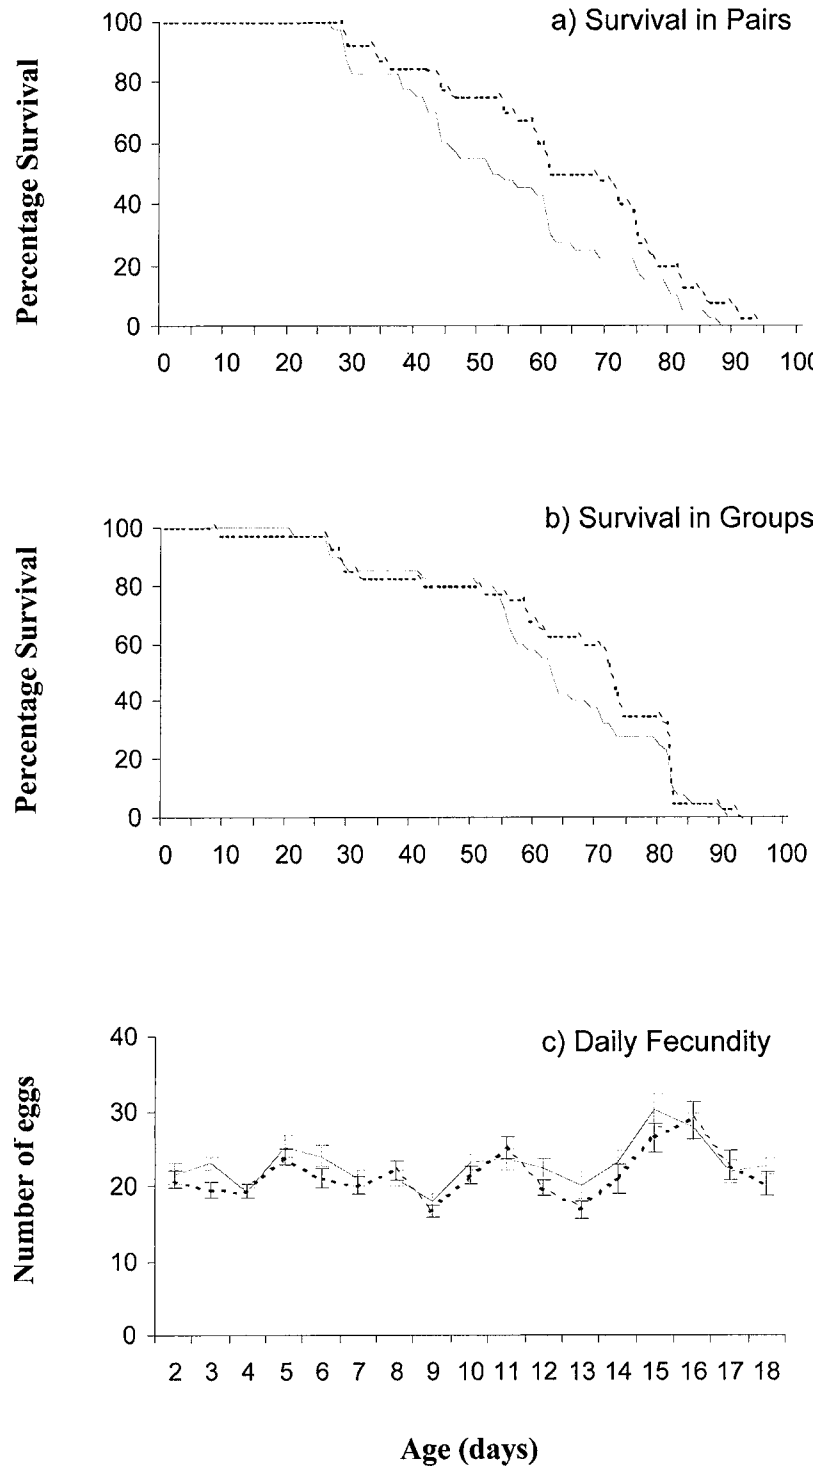 a) Survival in Pairs
Percentage Survival
100
80
60
40
20
0
0 10 20 30 40 50 60 70 80 90 100
b) Survival in Groups
Percentage Survival
100
80
60
40
20
0
0 10 20 30 40 50 60 70 80 90 100
c) Daily Fecundity
Number of eggs
40
30
20
10
0
2 3 4 5 6 7 8 9 10 11 12 13 14 15 16 17 18
Age (days)